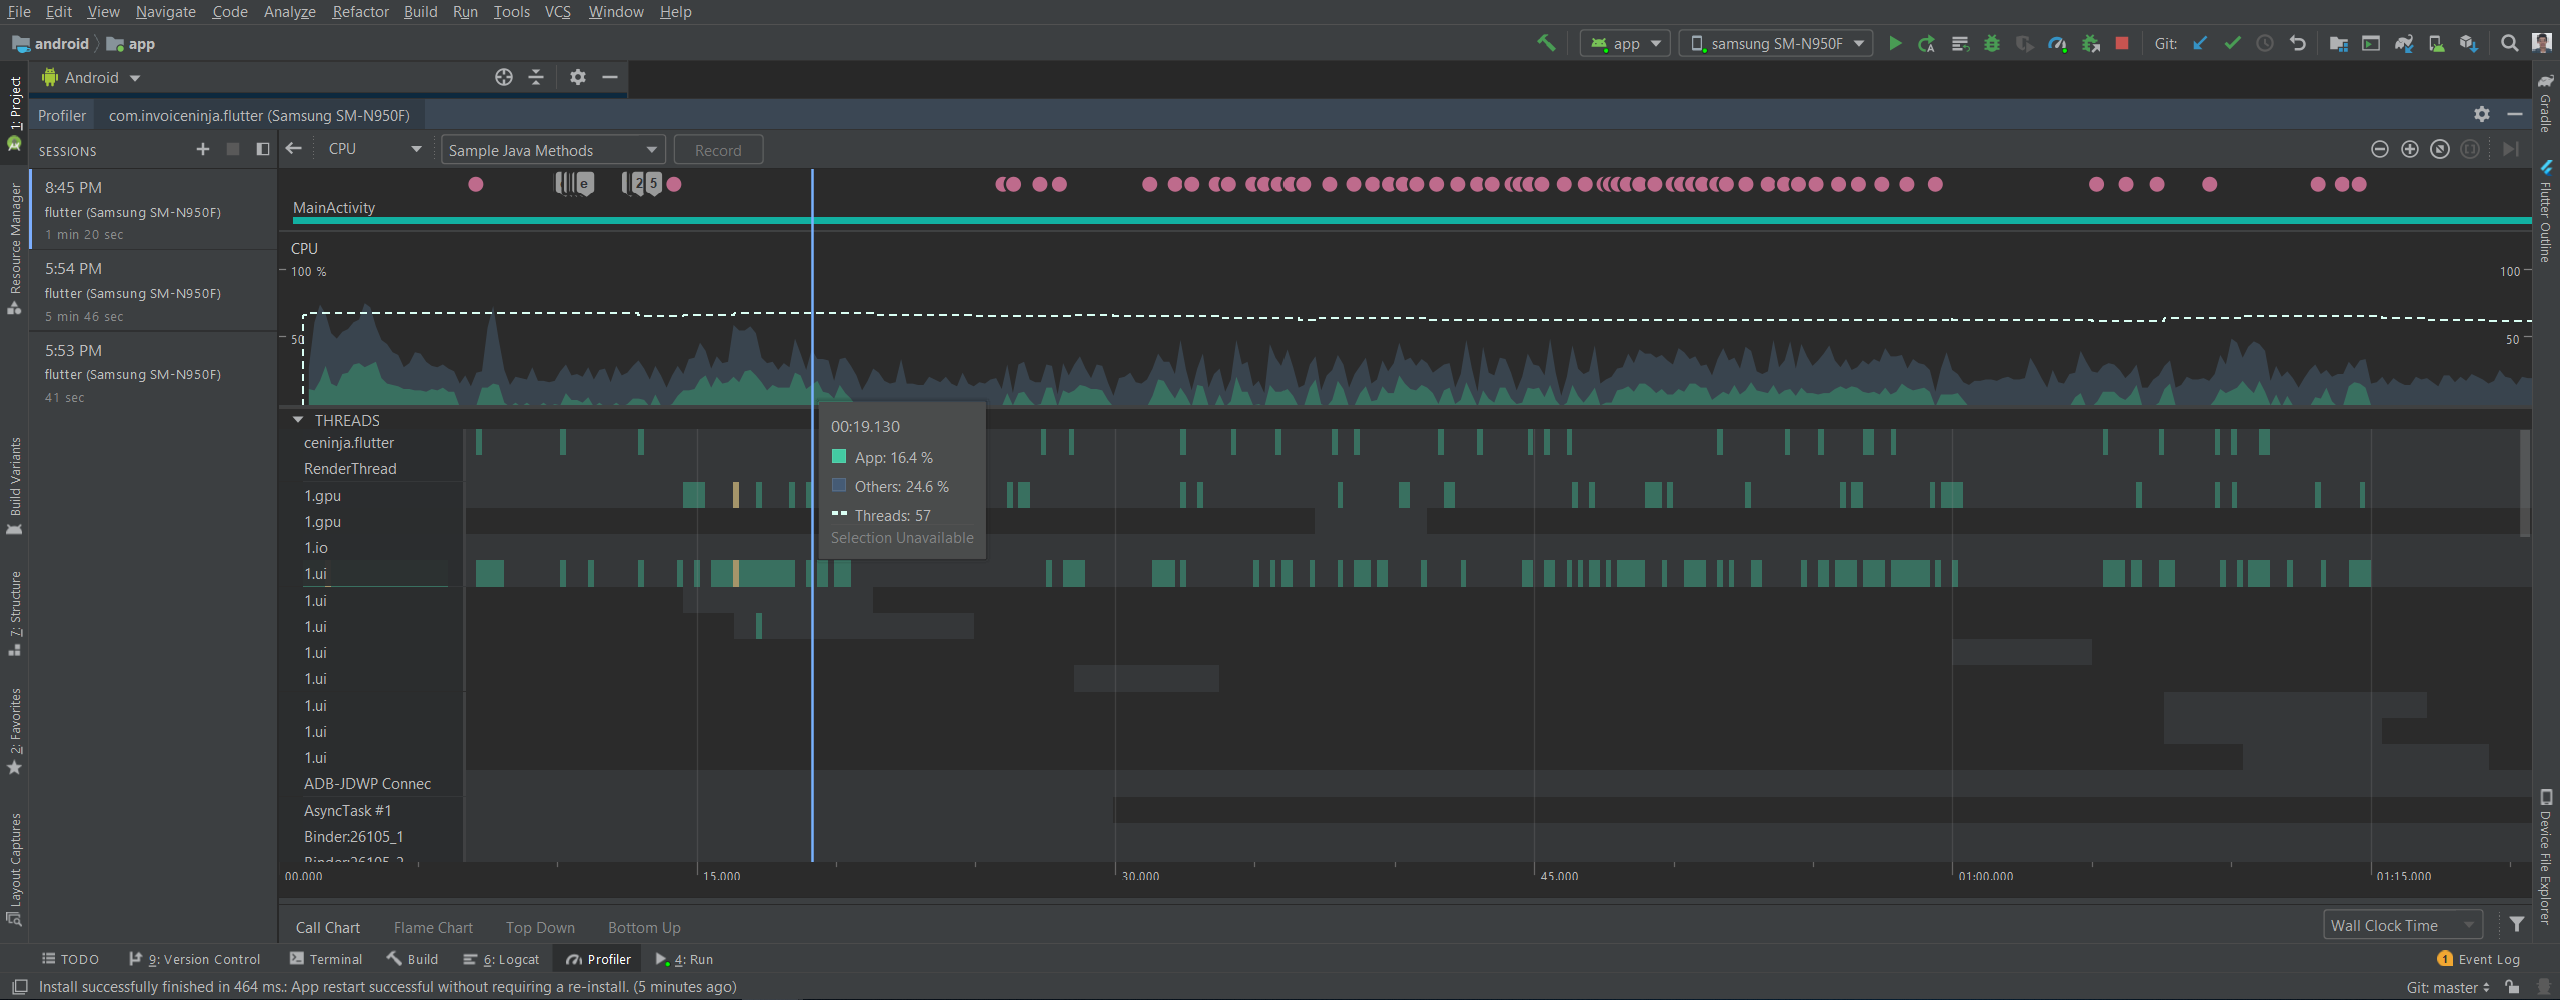 File Edit View Navigate Code Analyze Refactor Build Run Tools VCS Window Help
android app
app samsung SM-N950F Git:
Android
Profiler com.invoiceninja.flutter (Samsung SM-N950F)
SESSIONS
CPU Sample Java Methods Record
8:45 PM
flutter (Samsung SM-N950F)
1 min 20 sec
5:54 PM
flutter (Samsung SM-N950F)
5 min 46 sec
5:53 PM
flutter (Samsung SM-N950F)
41 sec
e 2 5
MainActivity
CPU
100 % 100
50 50
THREADS
ceninja.flutter
RenderThread
1.gpu
1.gpu
1.io
1.ui
1.ui
1.ui
1.ui
1.ui
1.ui
1.ui
1.ui
ADB-JDWP Connec
AsyncTask #1
Binder:26105_1
Binder:26105_2
00:19.130
App: 16.4 %
Others: 24.6 %
Threads: 57
Selection Unavailable
00.000 15.000 30.000 45.000 01:00.000 01:15.000
Call Chart Flame Chart Top Down Bottom Up Wall Clock Time
1: Project
Resource Manager
Build Variants
7: Structure
2: Favorites
Layout Captures
Gradle
Flutter Outline
Device File Explorer
TODO 9: Version Control Terminal Build 6: Logcat Profiler 4: Run 1 Event Log
Install successfully finished in 464 ms.: App restart successful without requiring a re-install. (5 minutes ago) Git: master